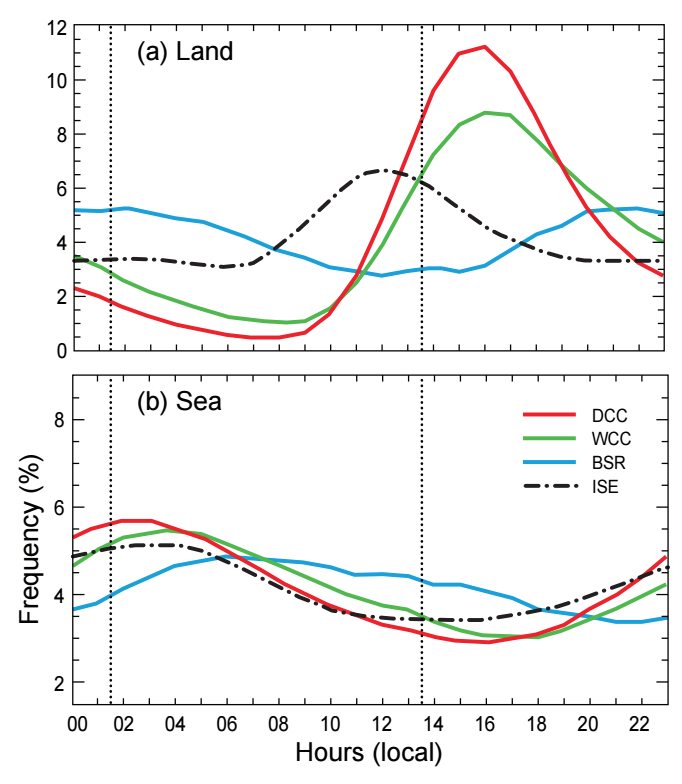 12
(a) Land
10
8
6
4
2
0
(b) Sea
8
DCC
WCC
BSR
ISE
6
4
2
Frequency (%)
00 02 04 06 08 10 12 14 16 18 20 22
Hours (local)